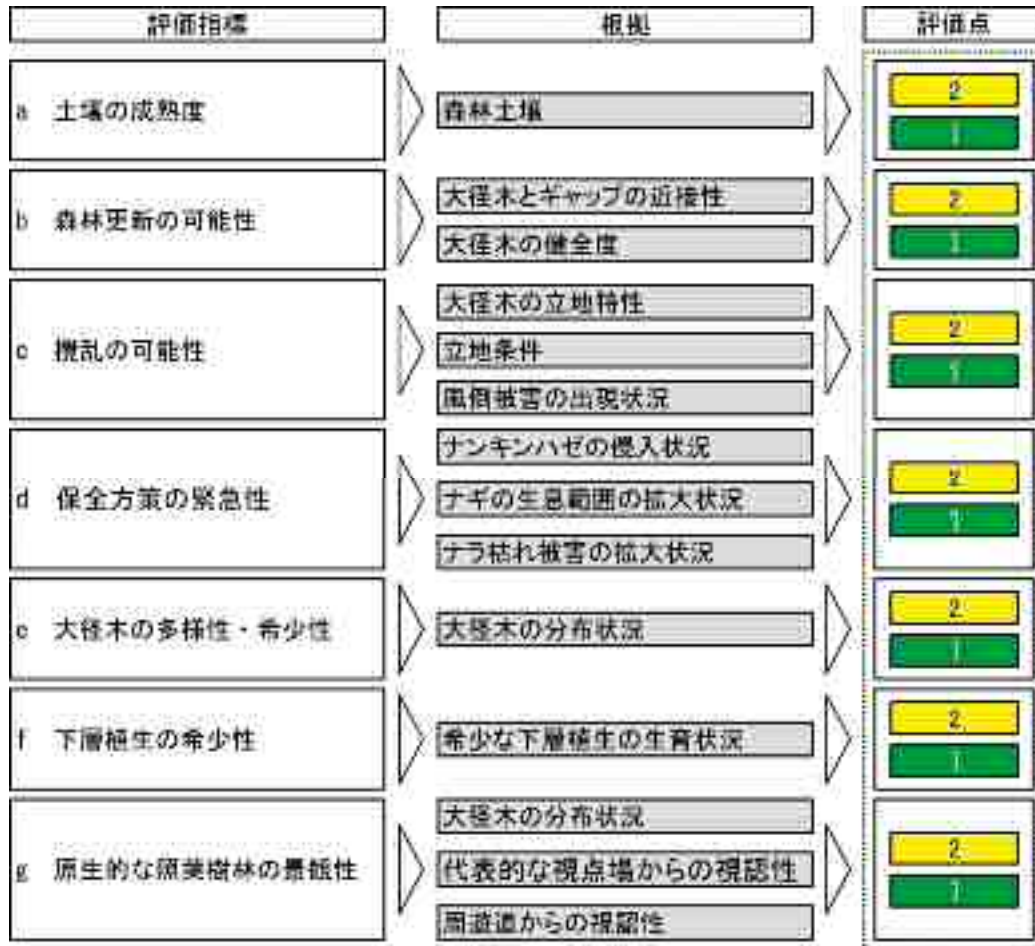 評価指標
根拠
評価点
a 土壌の成熟度
森林土壌
2
1
b 森林更新の可能性
大径木とギャップの近接性
大径木の健全度
2
1
c 攪乱の可能性
大径木の立地特性
立地条件
風倒被害の出現状況
2
1
d 保全方策の緊急性
ナンキンハゼの侵入状況
ナギの生息範囲の拡大状況
ナラ枯れ被害の拡大状況
2
1
e 大径木の多様性・希少性
大径木の分布状況
2
1
f 下層植生の希少性
希少な下層植生の生育状況
2
1
g 原生的な照葉樹林の景観性
大径木の分布状況
代表的な視点場からの視認性
周遊道からの視認性
2
1